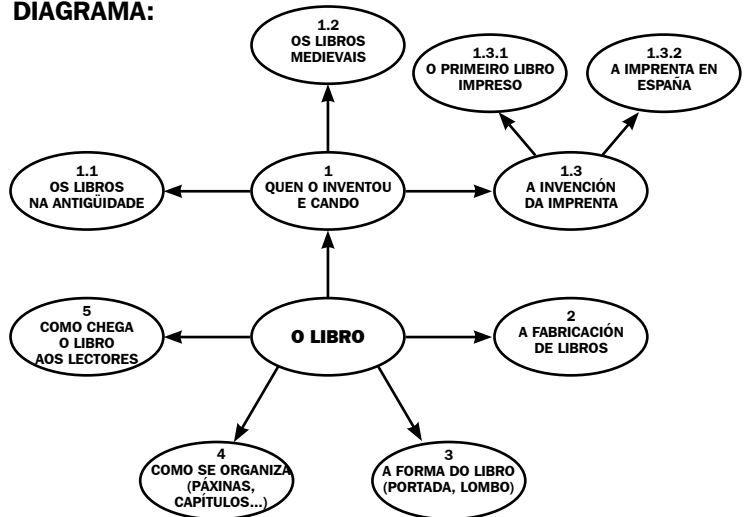 DIAGRAMA:
1.2
OS LIBROS
MEDIEVAIS
1.3.1
O PRIMEIRO LIBRO
IMPRESO
1.3.2
A IMPRENTA EN
ESPAÑA
1.1
OS LIBROS
NA ANTIGÜIDADE
1
QUEN O INVENTOU
E CANDO
1.3
A INVENCIÓN
DA IMPRENTA
5
COMO CHEGA
O LIBRO
AOS LECTORES
O LIBRO
2
A FABRICACIÓN
DE LIBROS
4
COMO SE ORGANIZA
(PÁXINAS,
CAPÍTULOS...)
3
A FORMA DO LIBRO
(PORTADA, LOMBO)